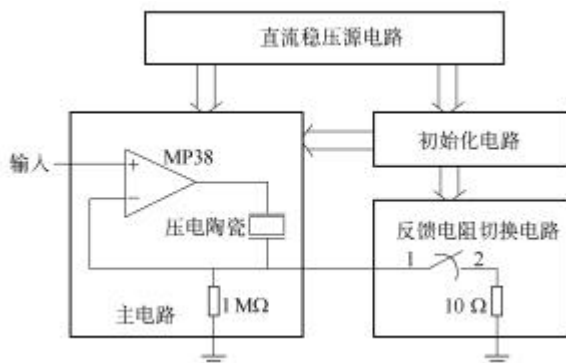 直流稳压源电路
MP38
输入
+
-
压电陶瓷
1 MΩ
主电路
初始化电路
反馈电阻切换电路
1 2
10 Ω